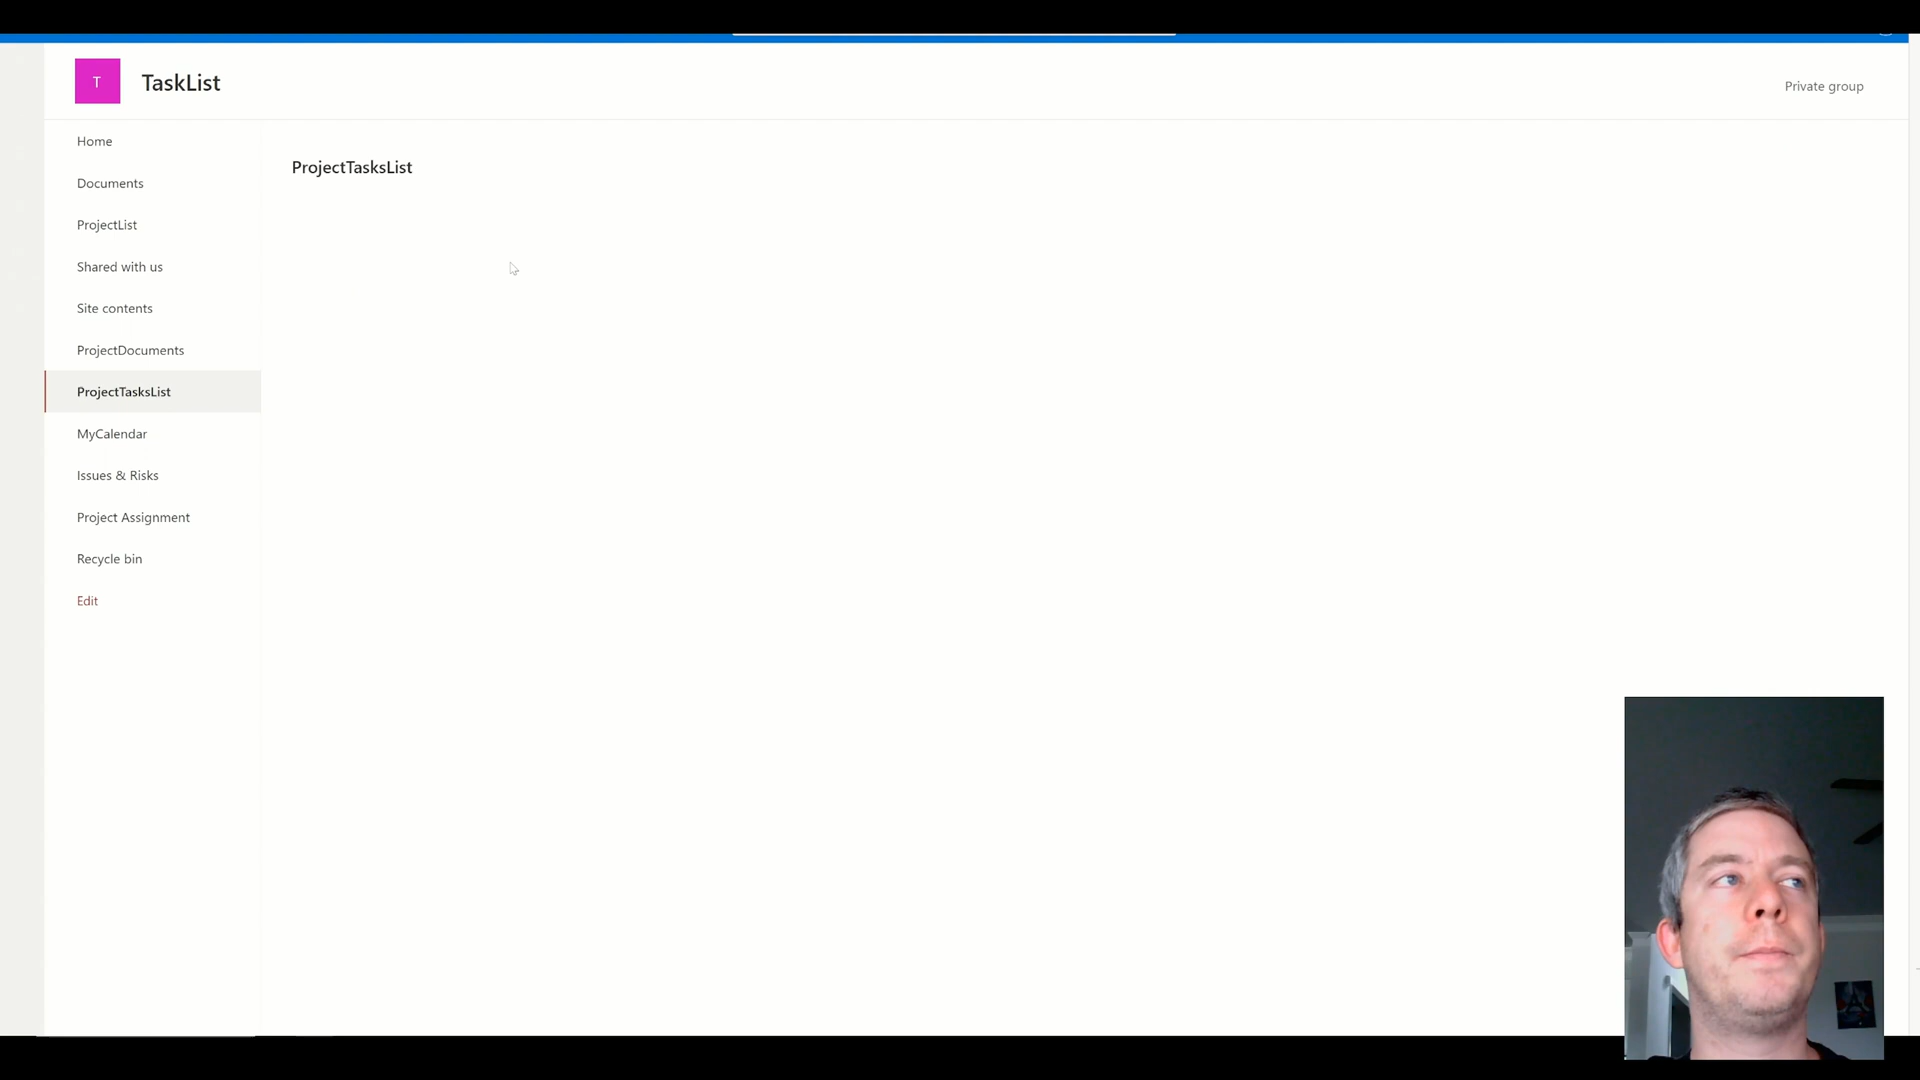 T
TaskList
Private group
Home
Documents
ProjectList
Shared with us
Site contents
ProjectDocuments
ProjectTasksList
MyCalendar
Issues & Risks
Project Assignment
Recycle bin
Edit
ProjectTasksList